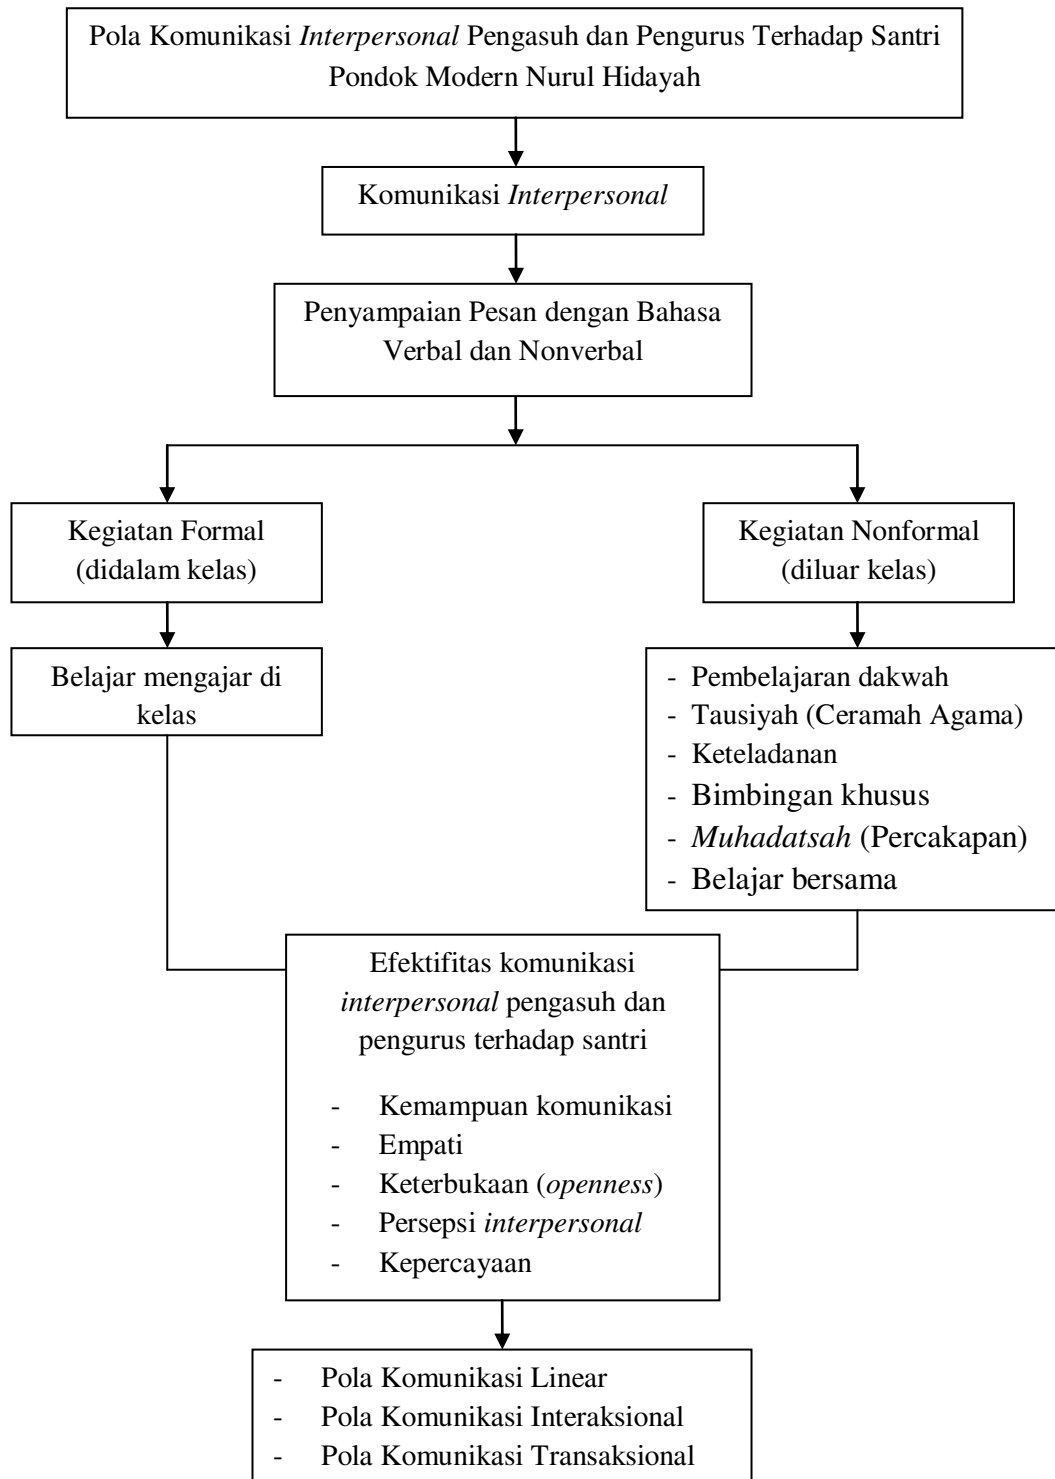 Pola Komunikasi Interpersonal Pengasuh dan Pengurus Terhadap Santri
Pondok Modern Nurul Hidayah
Komunikasi Interpersonal
Penyampaian Pesan dengan Bahasa
Verbal dan Nonverbal
Kegiatan Formal
(didalam kelas)
Kegiatan Nonformal
(diluar kelas)
Belajar mengajar di
kelas
- Pembelajaran dakwah
- Tausiyah (Ceramah Agama)
- Keteladanan
- Bimbingan khusus
- Muhadatsah (Percakapan)
- Belajar bersama
Efektifitas komunikasi
interpersonal pengasuh dan
pengurus terhadap santri
- Kemampuan komunikasi
- Empati
- Keterbukaan (openness)
- Persepsi interpersonal
- Kepercayaan
- Pola Komunikasi Linear
- Pola Komunikasi Interaksional
- Pola Komunikasi Transaksional